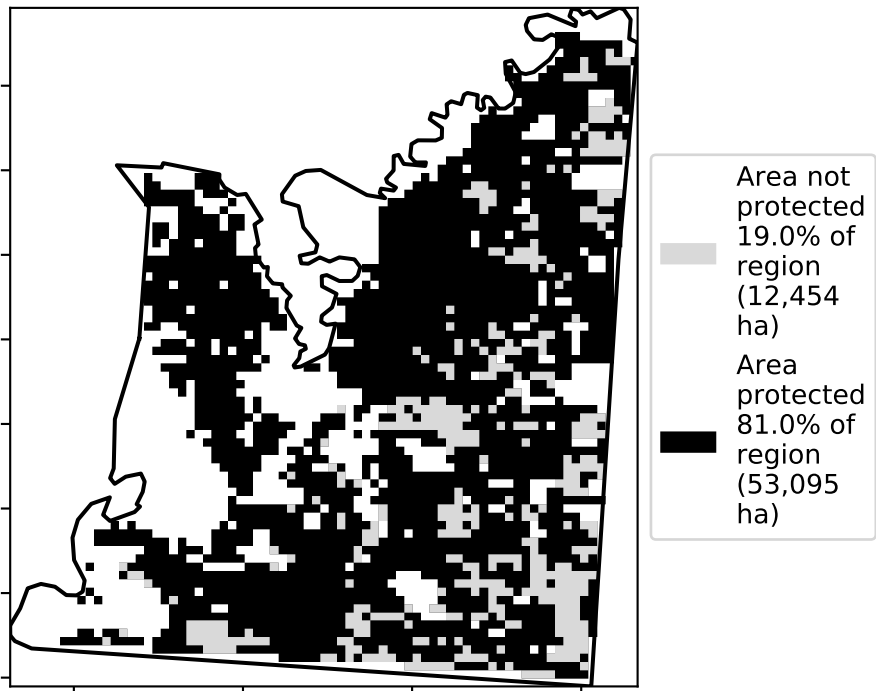 Area not
protected
19.0% of
region
(12,454
ha)
Area
protected
81.0% of
region
(53,095
ha)